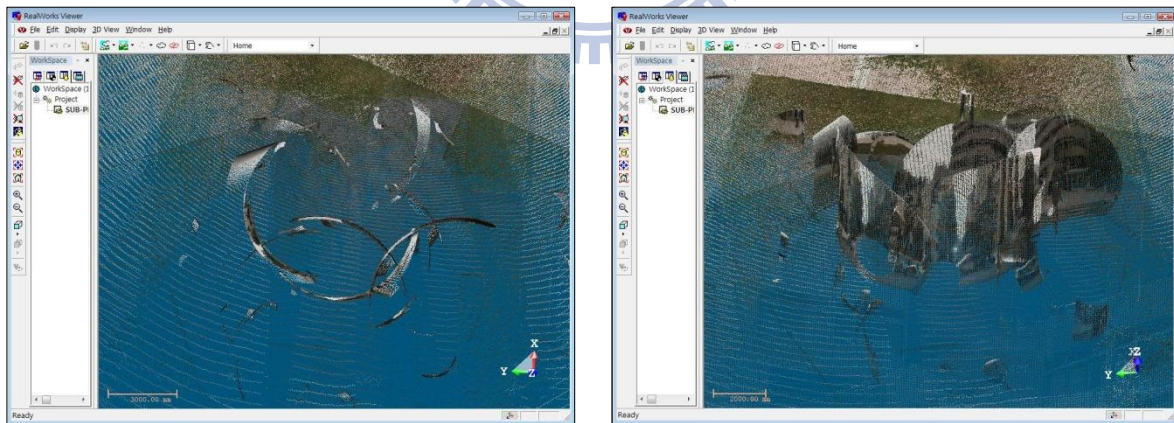 RealWorks Viewer
File Edit Display 3D View Window Help
Home
WorkSpace
WorkSpace (1
Project
SUB-P
X
Y
Z
3000.00 mm
Ready
RealWorks Viewer
File Edit Display 3D View Window Help
Home
WorkSpace
WorkSpace (1
Project
SUB-P
XZ
Y
2000.00 mm
Ready